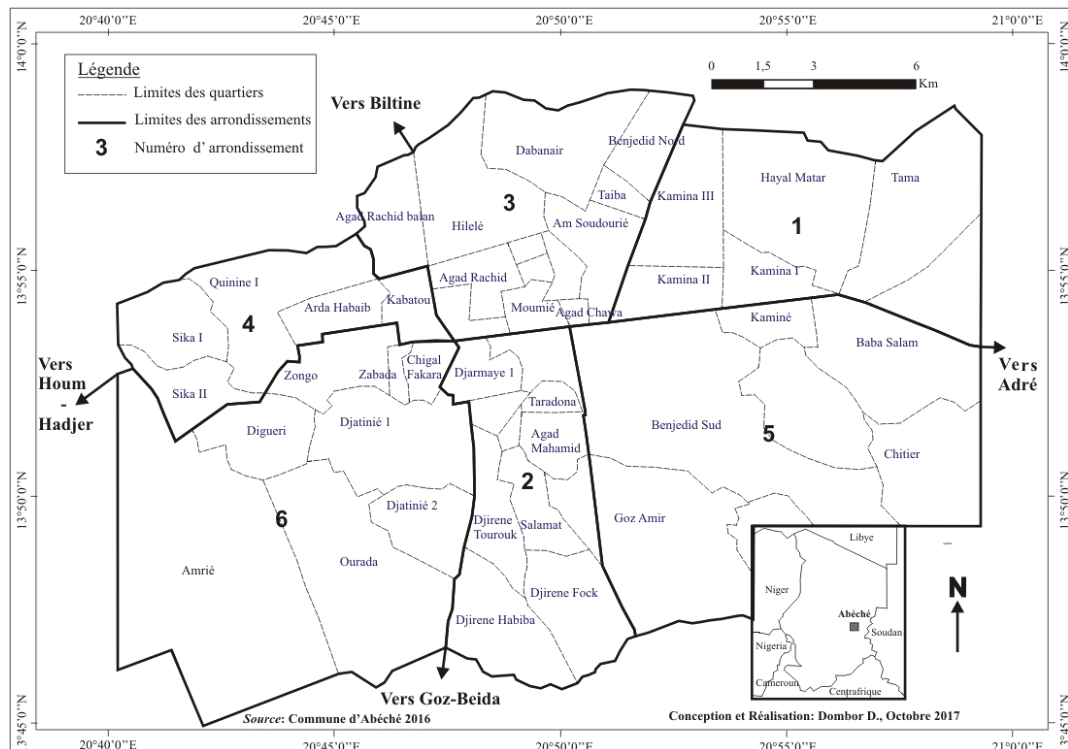 20°40'0"E
20°45'0"E
20°50'0"E
20°55'0"E
21°0'0"E
14°0'0"N
14°0'0"N
Légende
Limites des quartiers
Limites des arrondissements
3 Numéro d'arrondissement
0 1,5 3 6
Km
Vers Biltine
Dabanair
Benjedid Nord
Hayal Matar
Tama
Taiba
Kamina III
Agad Rachid balan
Hilelé
3
Am Soudourié
1
13°55'0"N
13°55'0"N
Quinine I
Agad Rachid
Kamina II
Kamina I
Arda Habaib
Kabatou
Moumié
Agad Chawa
Kaminé
4
Sika I
Baba Salam
Vers
Houm
-
Hadjer
Sika II
Zongo
Zabada
Chigal
Fakara
Djarmaye 1
Vers
Adré
Taradona
Digueri
Djatinié 1
Agad
Mahamid
Benjedid Sud
5
Chitier
2
13°50'0"N
13°50'0"N
6
Djatinié 2
Djirene
Tourouk
Salamat
Goz Amir
Amrié
Ourada
Djirene Fock
Djirene Habiba
Libye
Niger
Abéché
Soudan
Nigeria
Cameroun
Centrafrique
N
Vers Goz-Beida
Source: Commune d'Abéché 2016
Conception et Réalisation: Dombor D., Octobre 2017
13°45'0"N
13°45'0"N
20°40'0"E
20°45'0"E
20°50'0"E
20°55'0"E
21°0'0"E